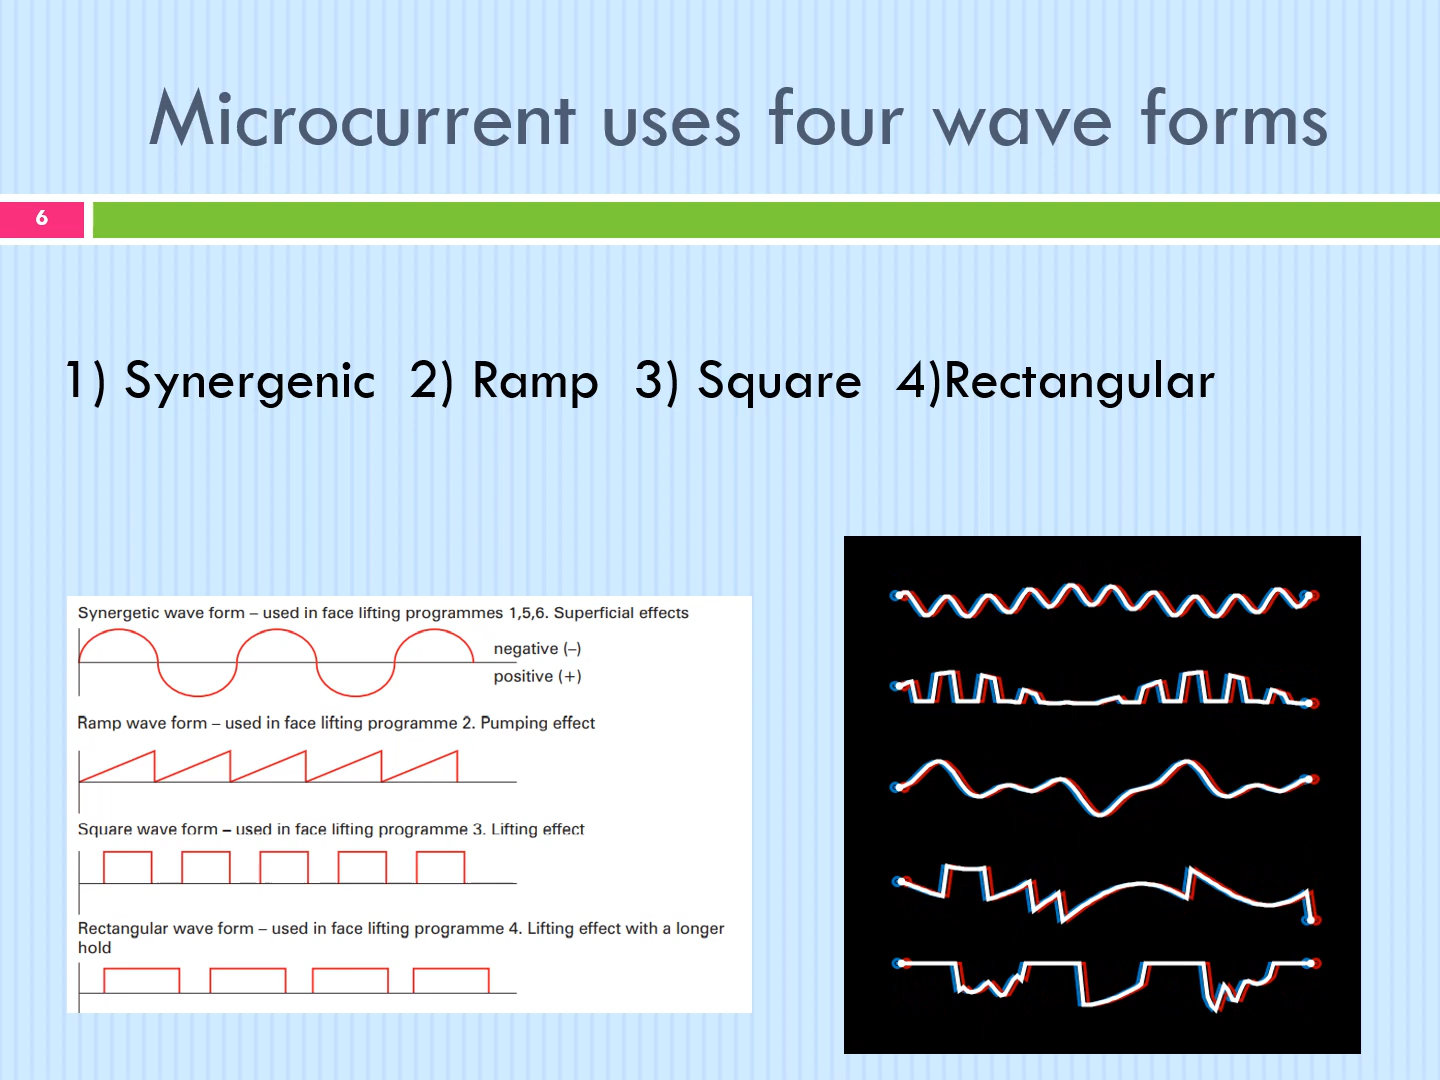 Microcurrent uses four wave forms
6
1) Synergenic 2) Ramp 3) Square 4)Rectangular
Synergetic wave form – used in face lifting programmes 1,5,6. Superficial effects
negative (–)
positive (+)
Ramp wave form – used in face lifting programme 2. Pumping effect
Square wave form – used in face lifting programme 3. Lifting effect
Rectangular wave form – used in face lifting programme 4. Lifting effect with a longer
hold